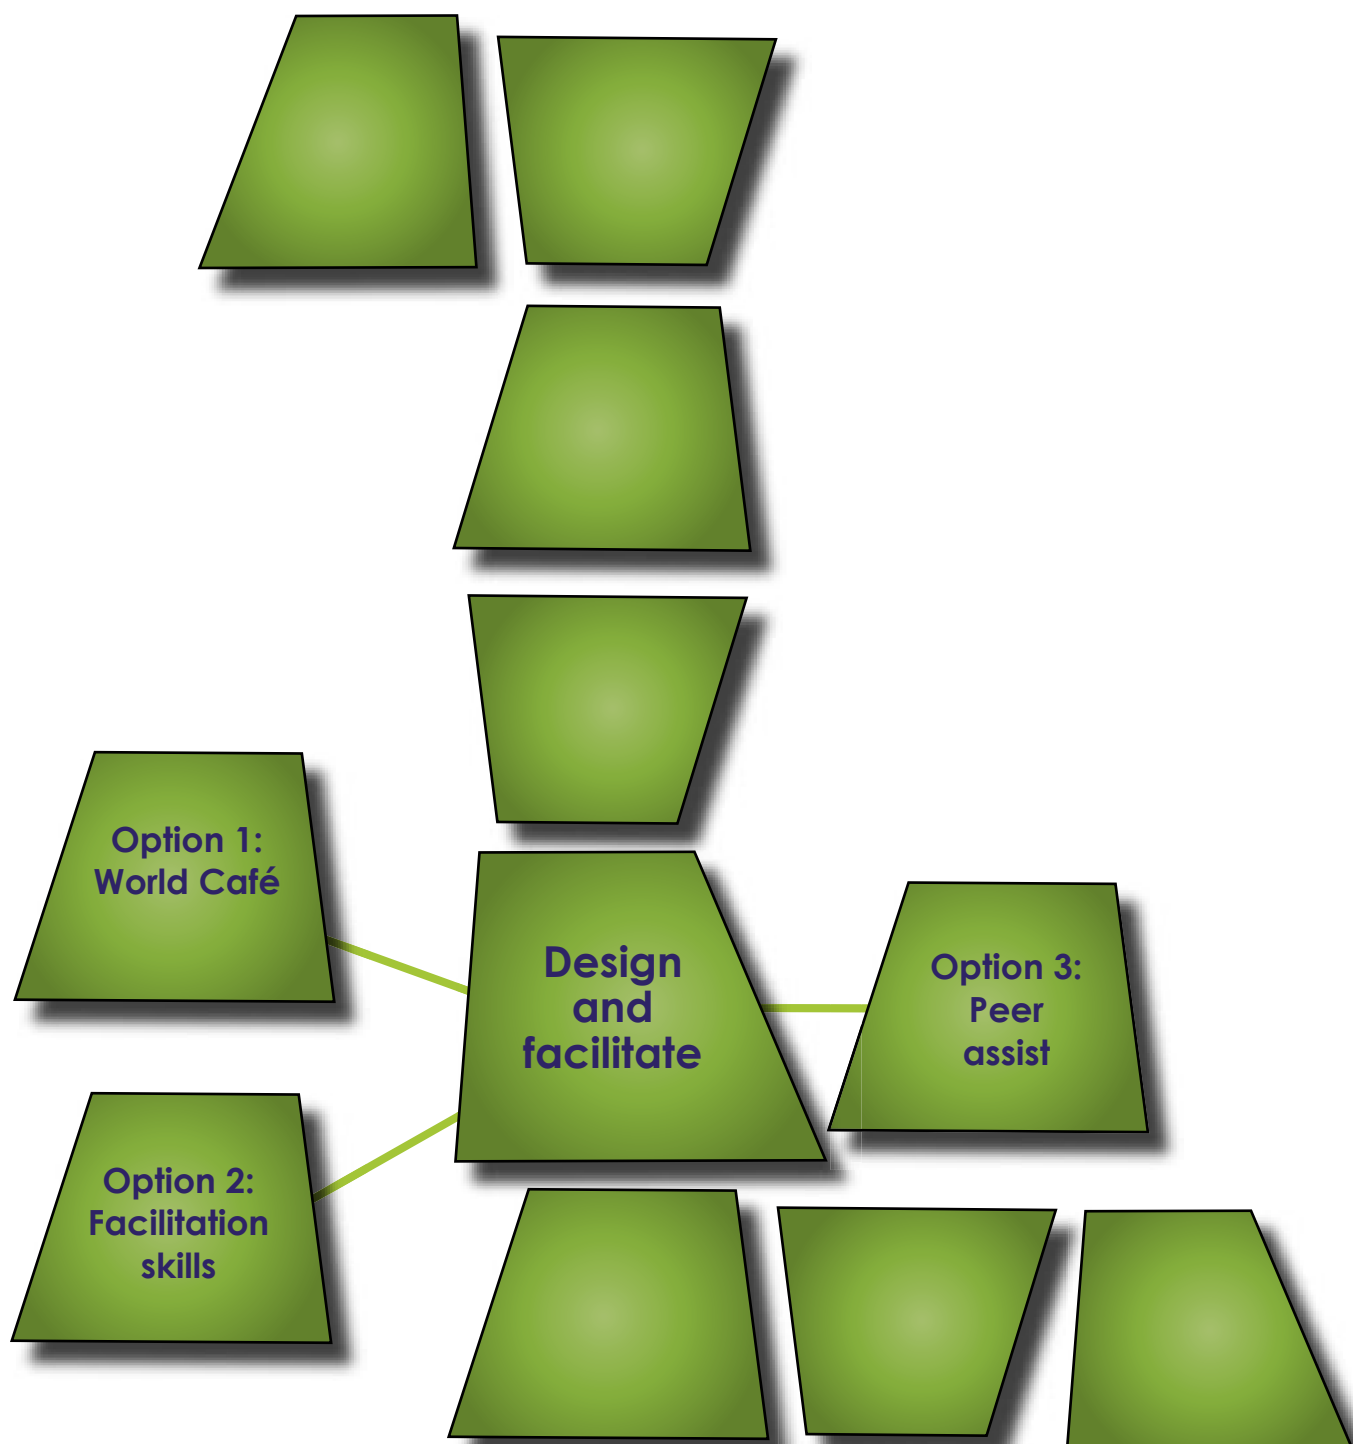 Option 1:
World Café
Design
and
facilitate
Option 3:
Peer
assist
Option 2:
Facilitation
skills